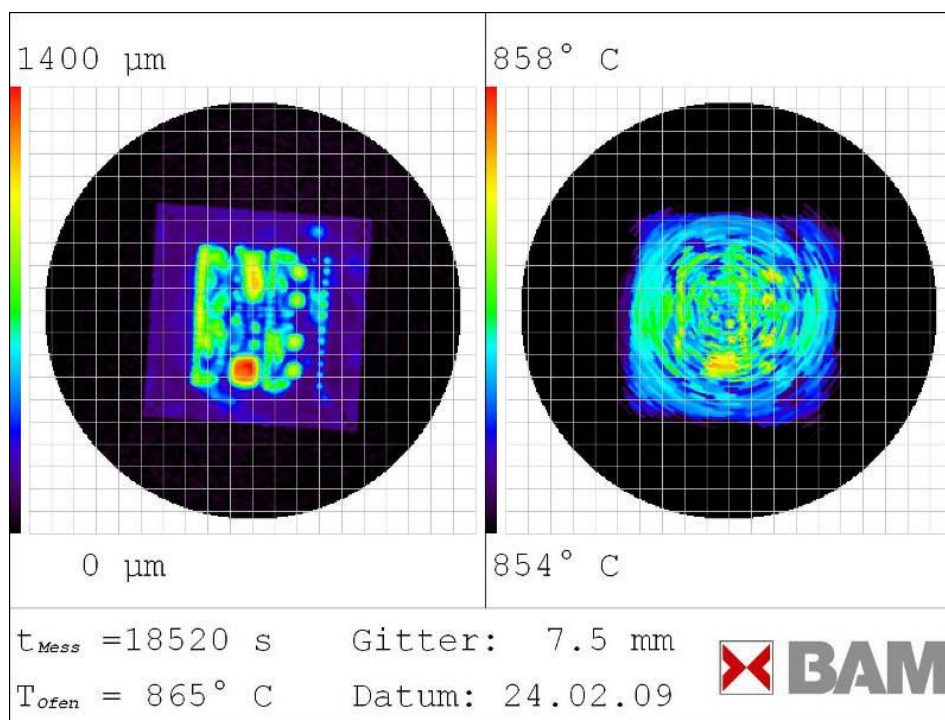 1400 µm
858° C
0 µm
854° C
tMess =18520 s Gitter: 7.5 mm
Tofen = 865° C Datum: 24.02.09
BAM